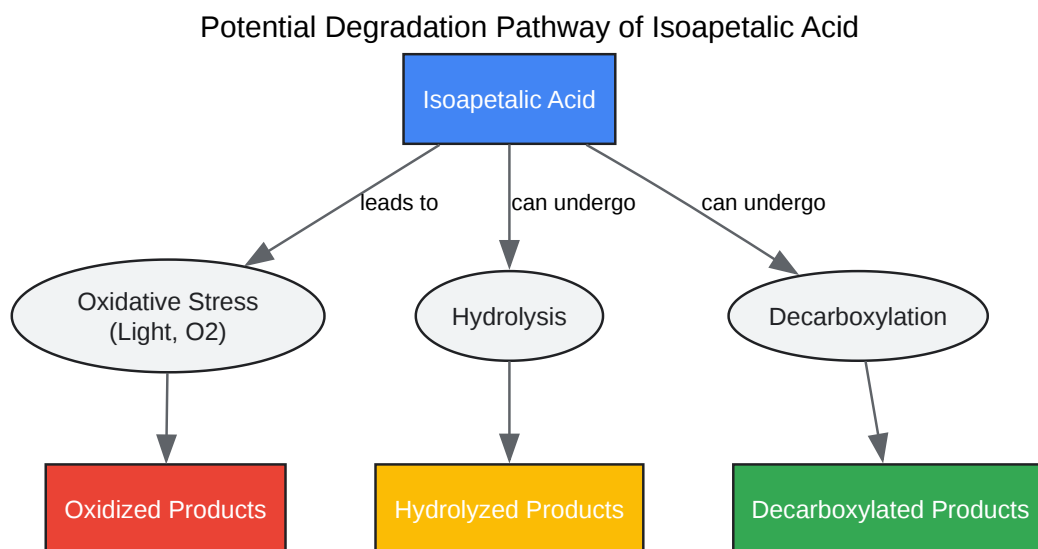 Potential Degradation Pathway of Isoapetalic Acid
Isoapetalic Acid
leads to
can undergo
can undergo
Oxidative Stress
(Light, O2)
Hydrolysis
Decarboxylation
Oxidized Products
Hydrolyzed Products
Decarboxylated Products